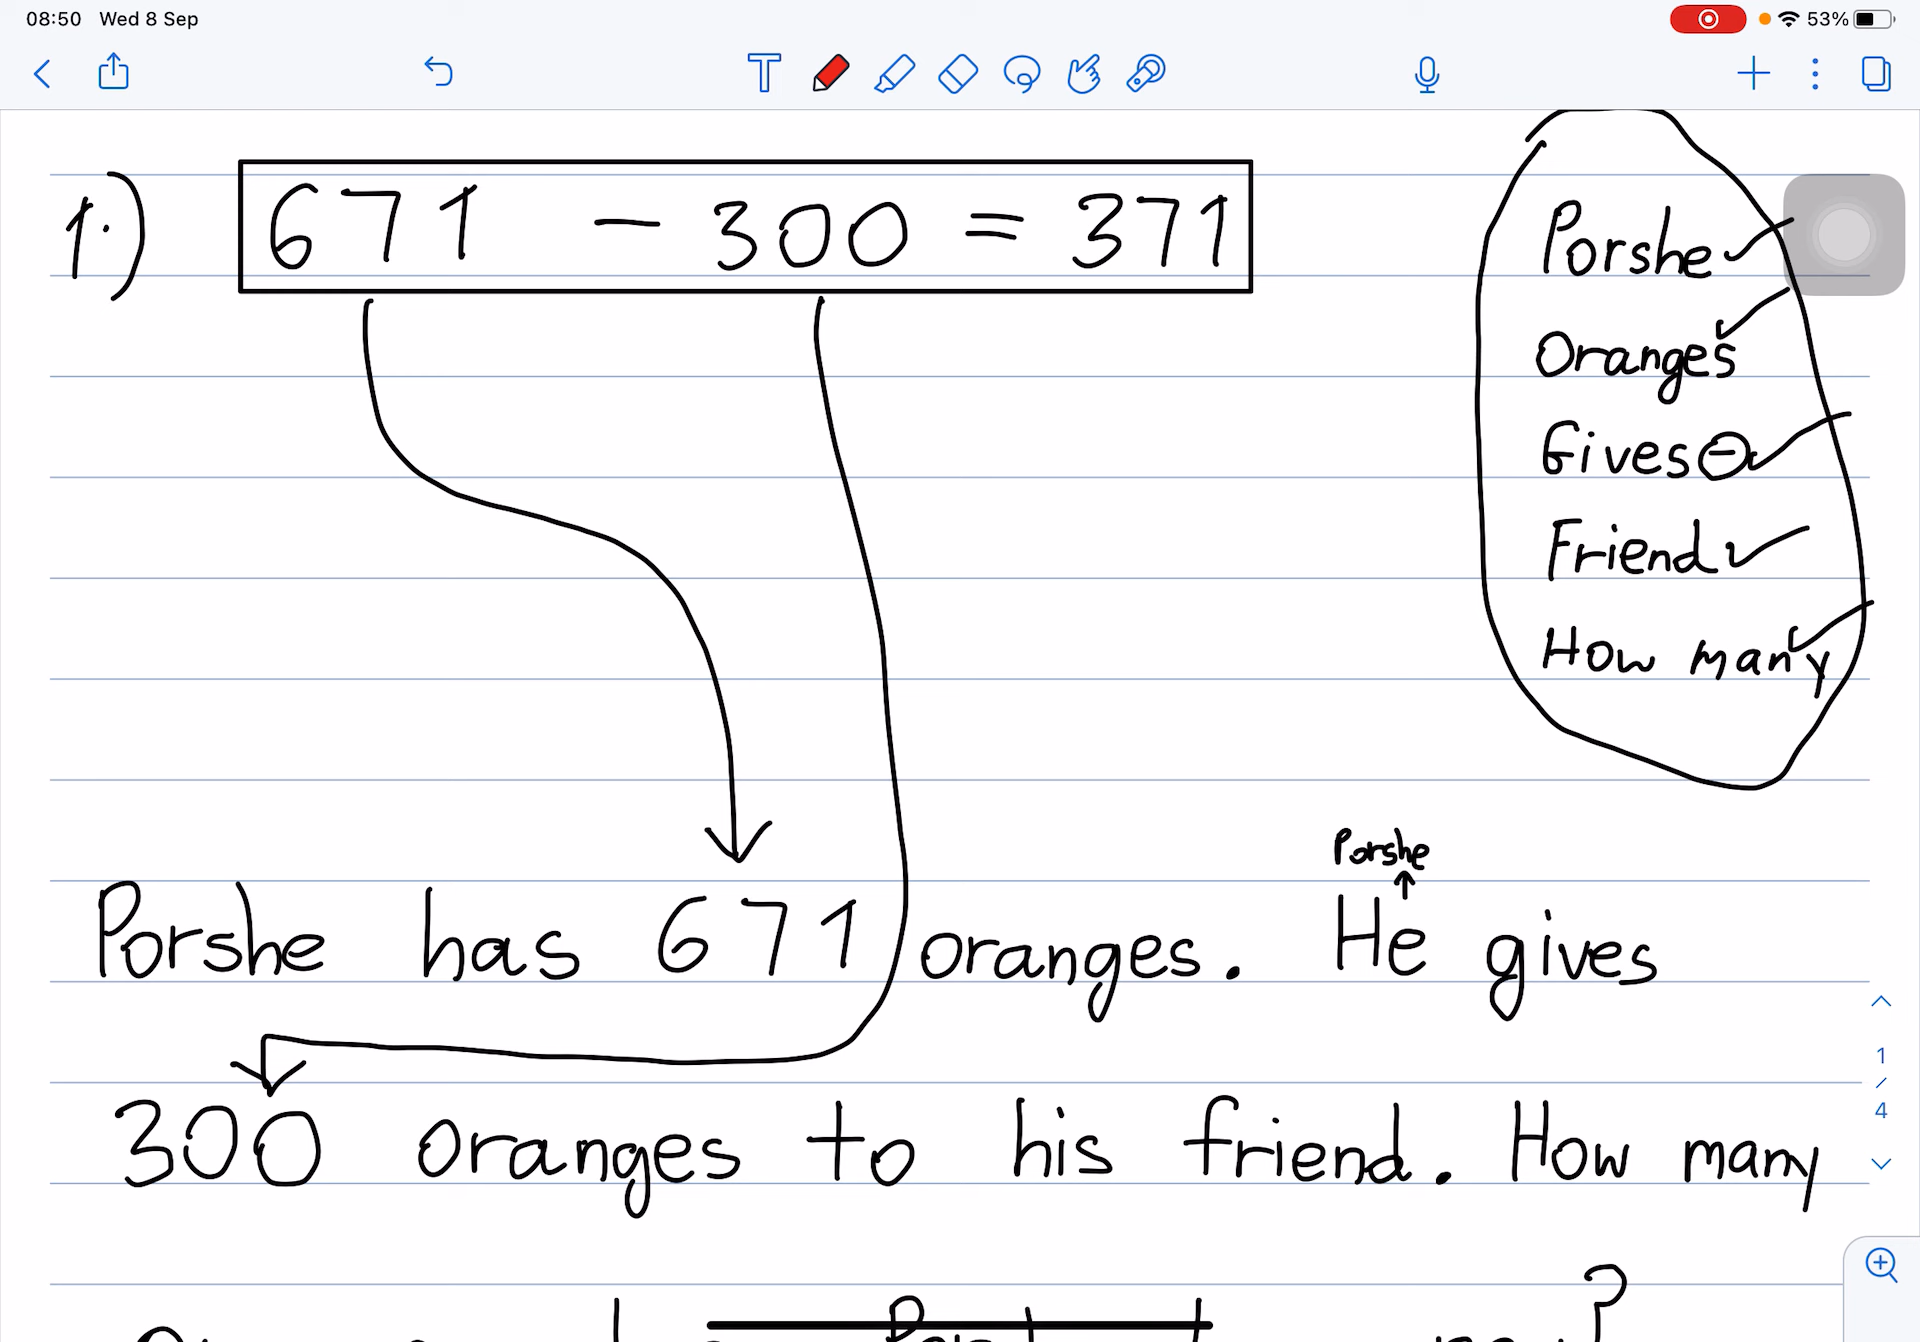 08:50 Wed 8 Sep
53%
T
1.) 671 - 300 = 371
Porshe
Oranges
Gives -
Friend
How many
Porshe
Porshe has 671 oranges. He gives
300 oranges to his friend. How many
1
/
4
?